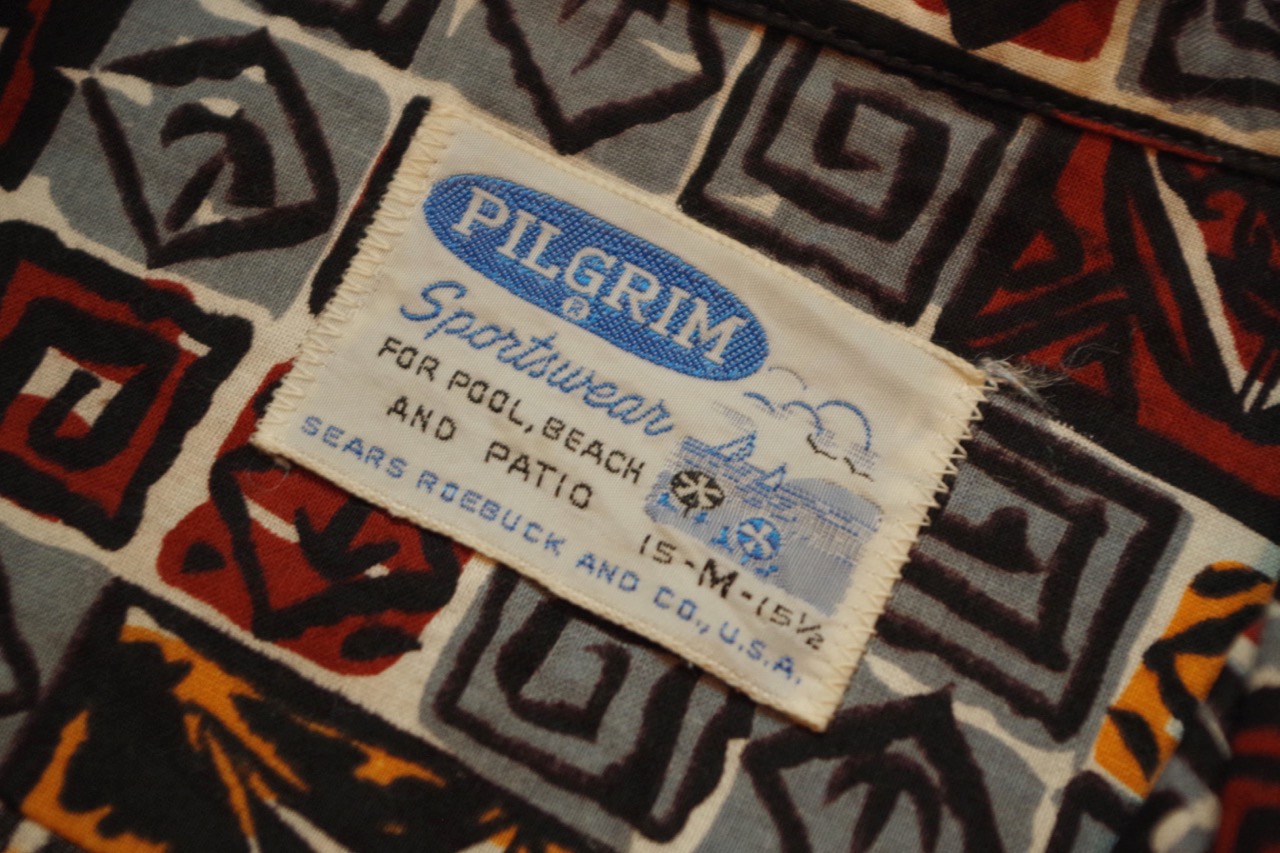 PILGRIM
®
Sportswear
FOR POOL, BEACH
AND PATIO
15-M-15½
SEARS ROEBUCK AND CO., U.S.A.